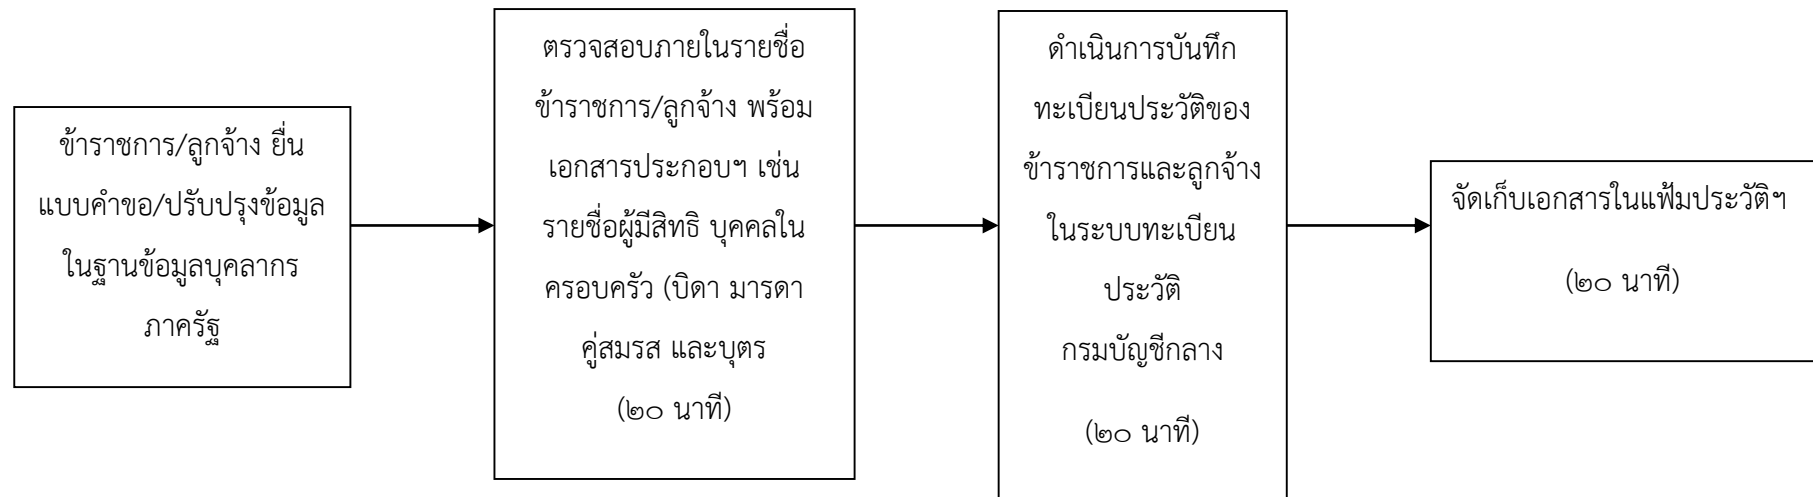 ข้าราชการ/ลูกจ้าง ยื่น
แบบคำขอ/ปรับปรุงข้อมูล
ในฐานข้อมูลบุคลากร
ภาครัฐ
ตรวจสอบภายในรายชื่อ
ข้าราชการ/ลูกจ้าง พร้อม
เอกสารประกอบฯ เช่น
รายชื่อผู้มีสิทธิ บุคคลใน
ครอบครัว (บิดา มารดา
คู่สมรส และบุตร
(๒๐ นาที)
ดำเนินการบันทึก
ทะเบียนประวัติของ
ข้าราชการและลูกจ้าง
ในระบบทะเบียน
ประวัติ
กรมบัญชีกลาง
(๒๐ นาที)
จัดเก็บเอกสารในแฟ้มประวัติฯ
(๒๐ นาที)